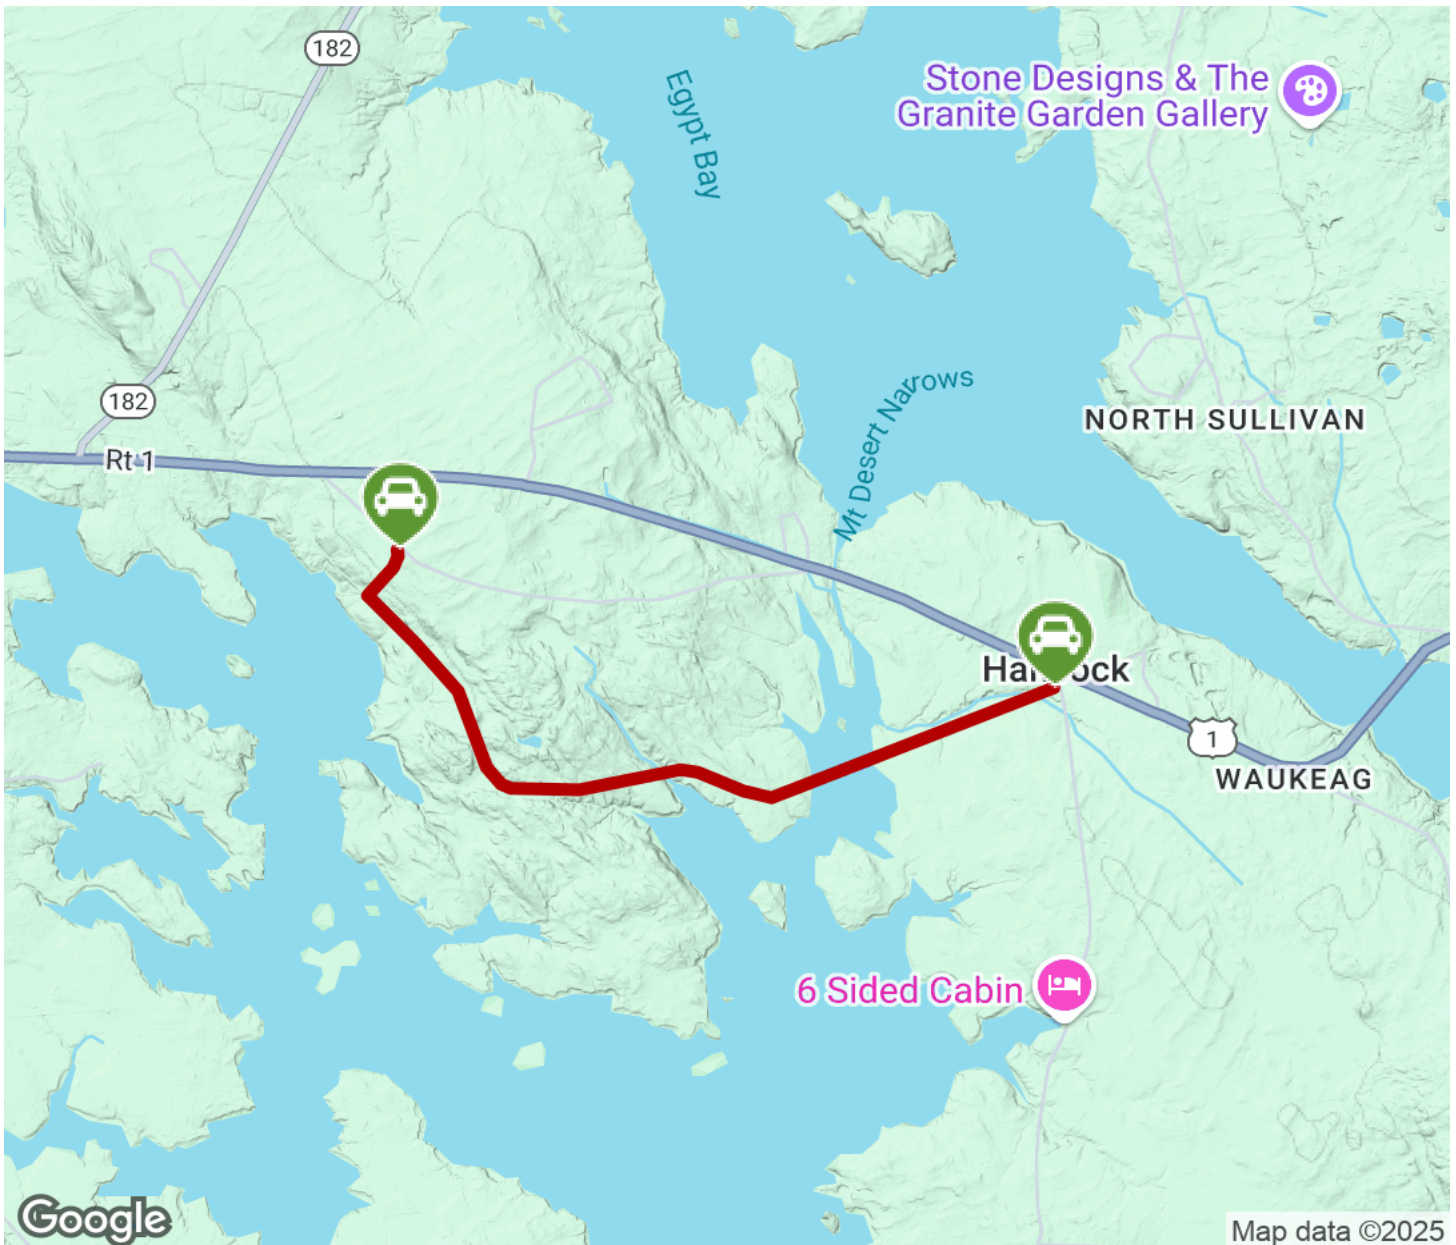 182
Egypt Bay
Stone Designs & The
Granite Garden Gallery
Mt Desert Narrows
182
NORTH SULLIVAN
Rt 1
1
WAUKEAG
6 Sided Cabin
Google
Map data ©2025